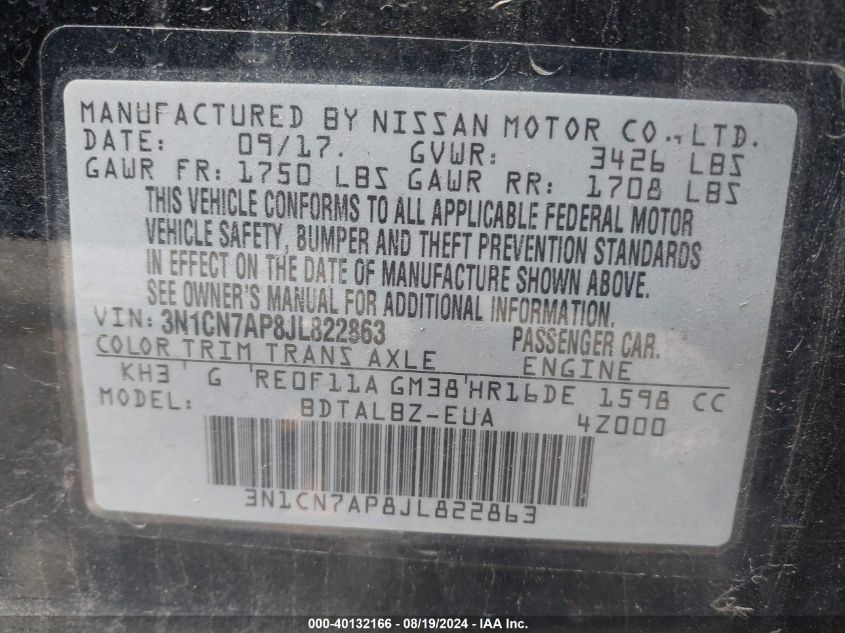 MANUFACTURED BY NISSAN MOTOR CO., LTD.
DATE: 09/17. GVWR: 3426 LBS
GAWR FR: 1750 LBS GAWR RR: 1708 LBS
THIS VEHICLE CONFORMS TO ALL APPLICABLE FEDERAL MOTOR
VEHICLE SAFETY, BUMPER AND THEFT PREVENTION STANDARDS
IN EFFECT ON THE DATE OF MANUFACTURE SHOWN ABOVE.
SEE OWNER'S MANUAL FOR ADDITIONAL INFORMATION.
VIN: 3N1CN7AP8JL822863 PASSENGER CAR.
COLOR TRIM TRANS AXLE ENGINE
KH3 G RE0F11A GM38 HR16DE 1598 CC
MODEL: BDTALBZ-EUA 4Z000
3N1CN7AP8JL822863
000-40132166 - 08/19/2024 - IAA Inc.